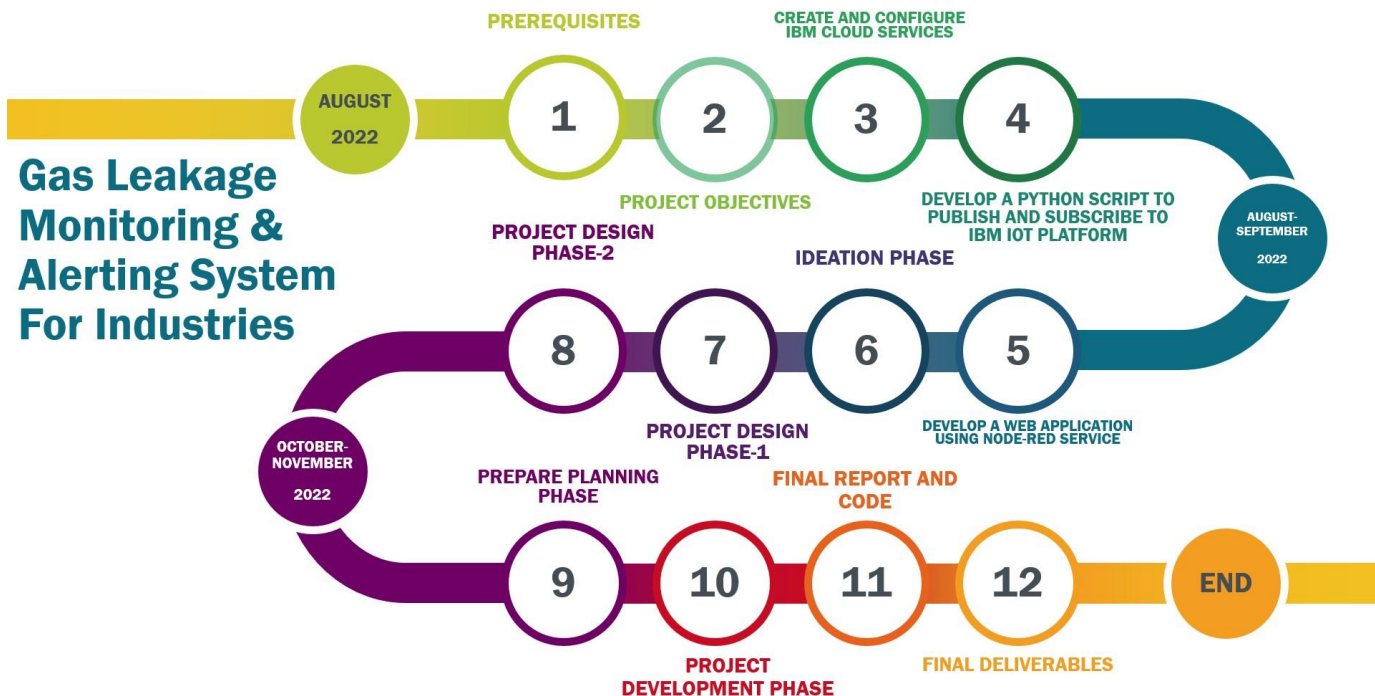 PREREQUISITES
CREATE AND CONFIGURE
IBM CLOUD SERVICES
AUGUST
2022
1
2
3
4
Gas Leakage
Monitoring &
Alerting System
For Industries
PROJECT OBJECTIVES
DEVELOP A PYTHON SCRIPT TO
PUBLISH AND SUBSCRIBE TO
IBM IOT PLATFORM
AUGUST-
SEPTEMBER
2022
PROJECT DESIGN
PHASE-2
IDEATION PHASE
8
7
6
5
PROJECT DESIGN
PHASE-1
DEVELOP A WEB APPLICATION
USING NODE-RED SERVICE
OCTOBER-
NOVEMBER
2022
PREPARE PLANNING
PHASE
FINAL REPORT AND
CODE
9
10
11
12
END
PROJECT
DEVELOPMENT PHASE
FINAL DELIVERABLES